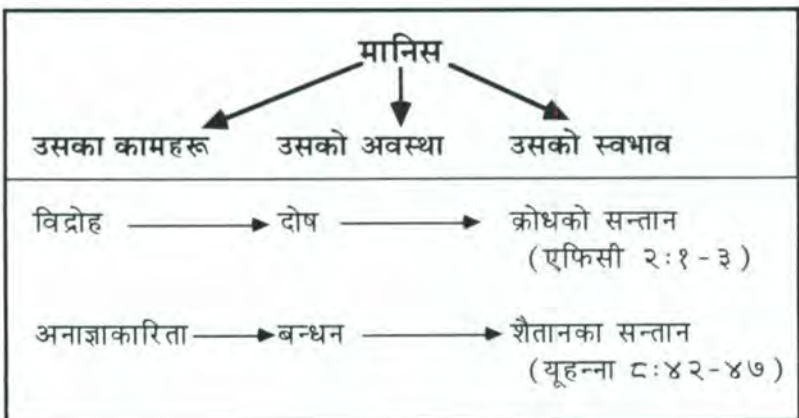 मानिस
उसका कामहरू उसको अवस्था उसको स्वभाव
विद्रोह दोष क्रोधको सन्तान
(एफिसी २:१-३)
अनाज्ञाकारिता बन्धन शैतानका सन्तान
(यूहन्ना ८:४२-४७)